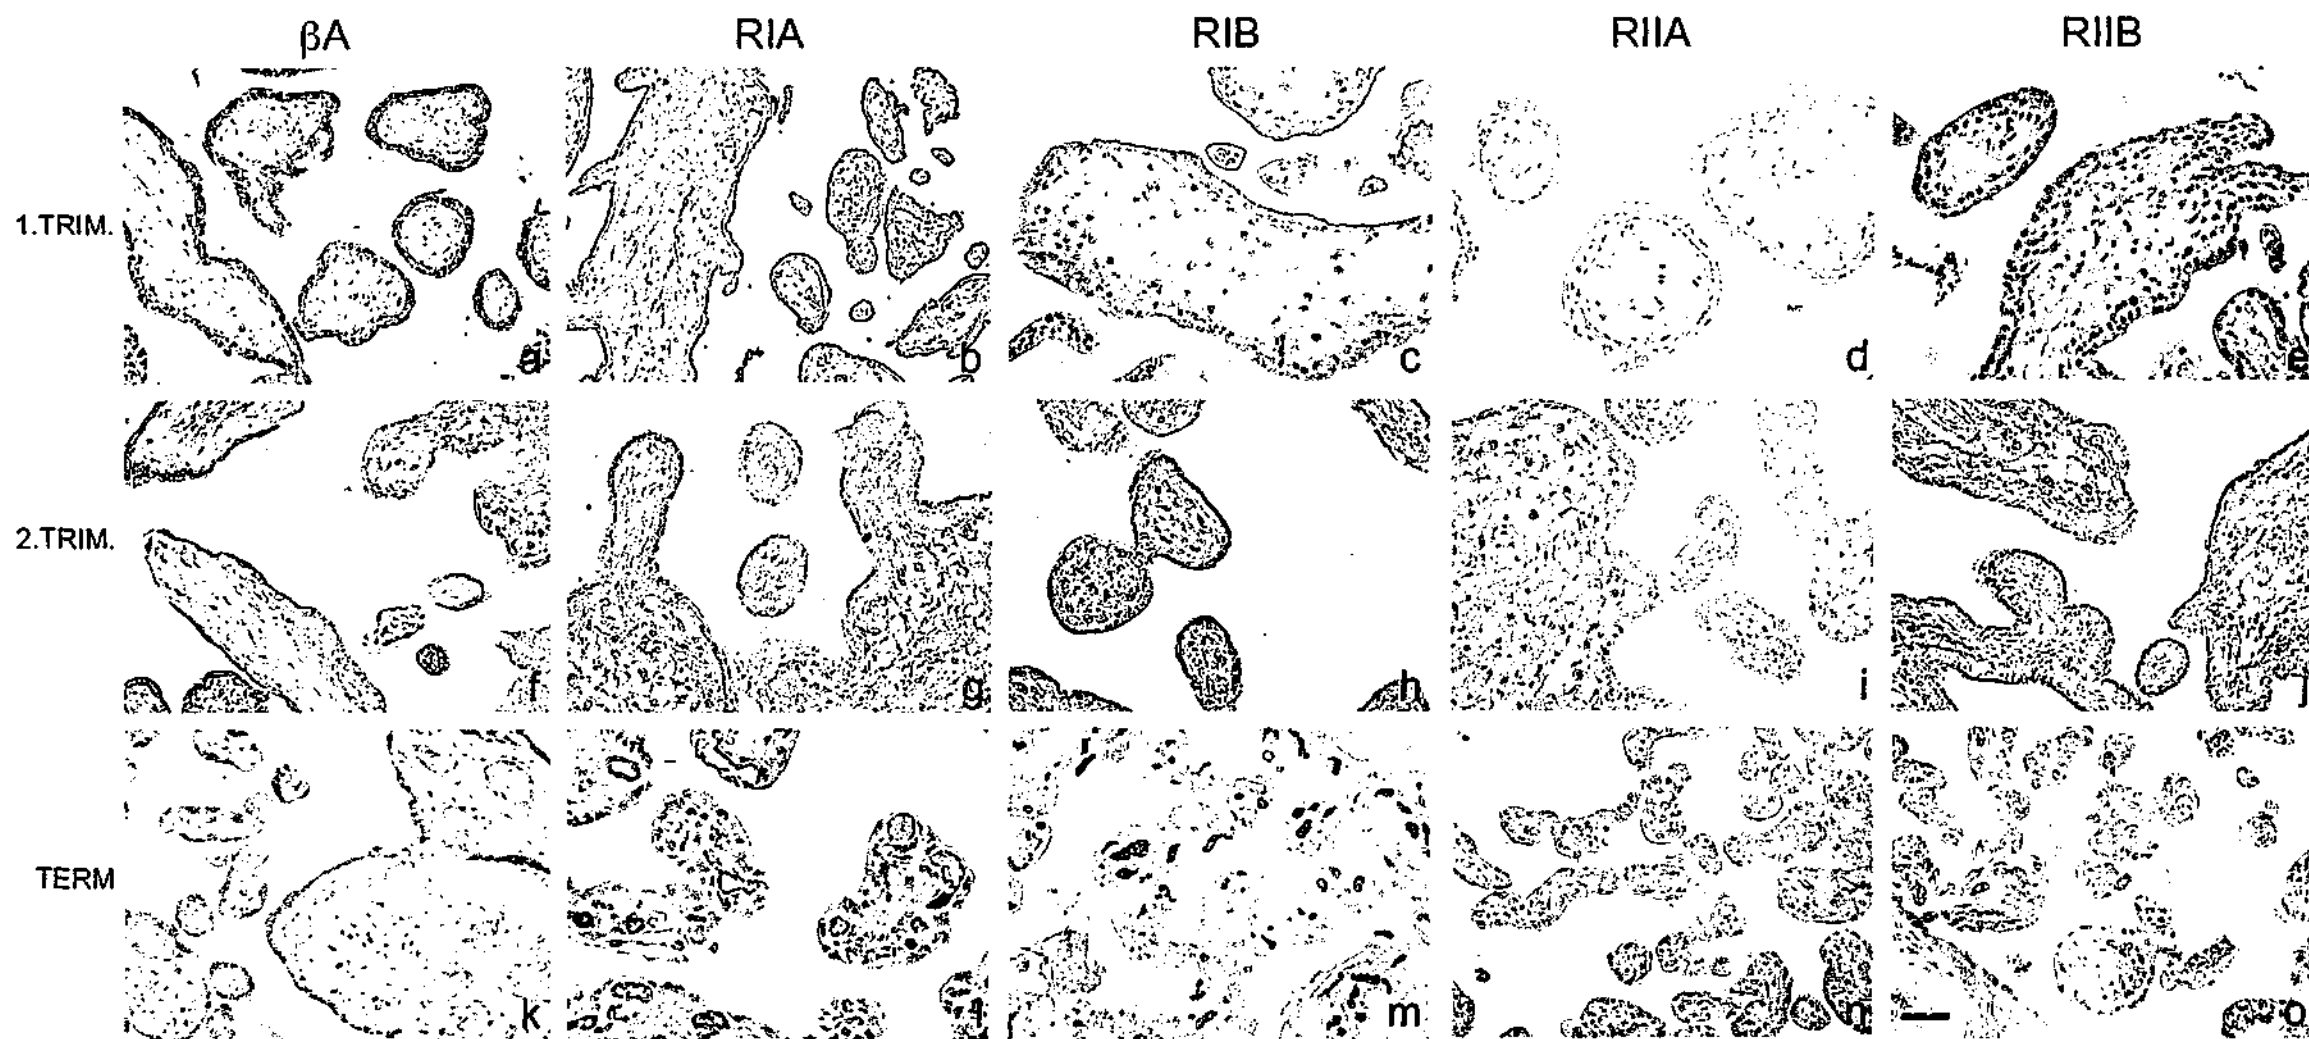 βA RIA RIB RIIA RIIB
1.TRIM.
a b c d e
2.TRIM.
f g h i j
TERM
k l m n o